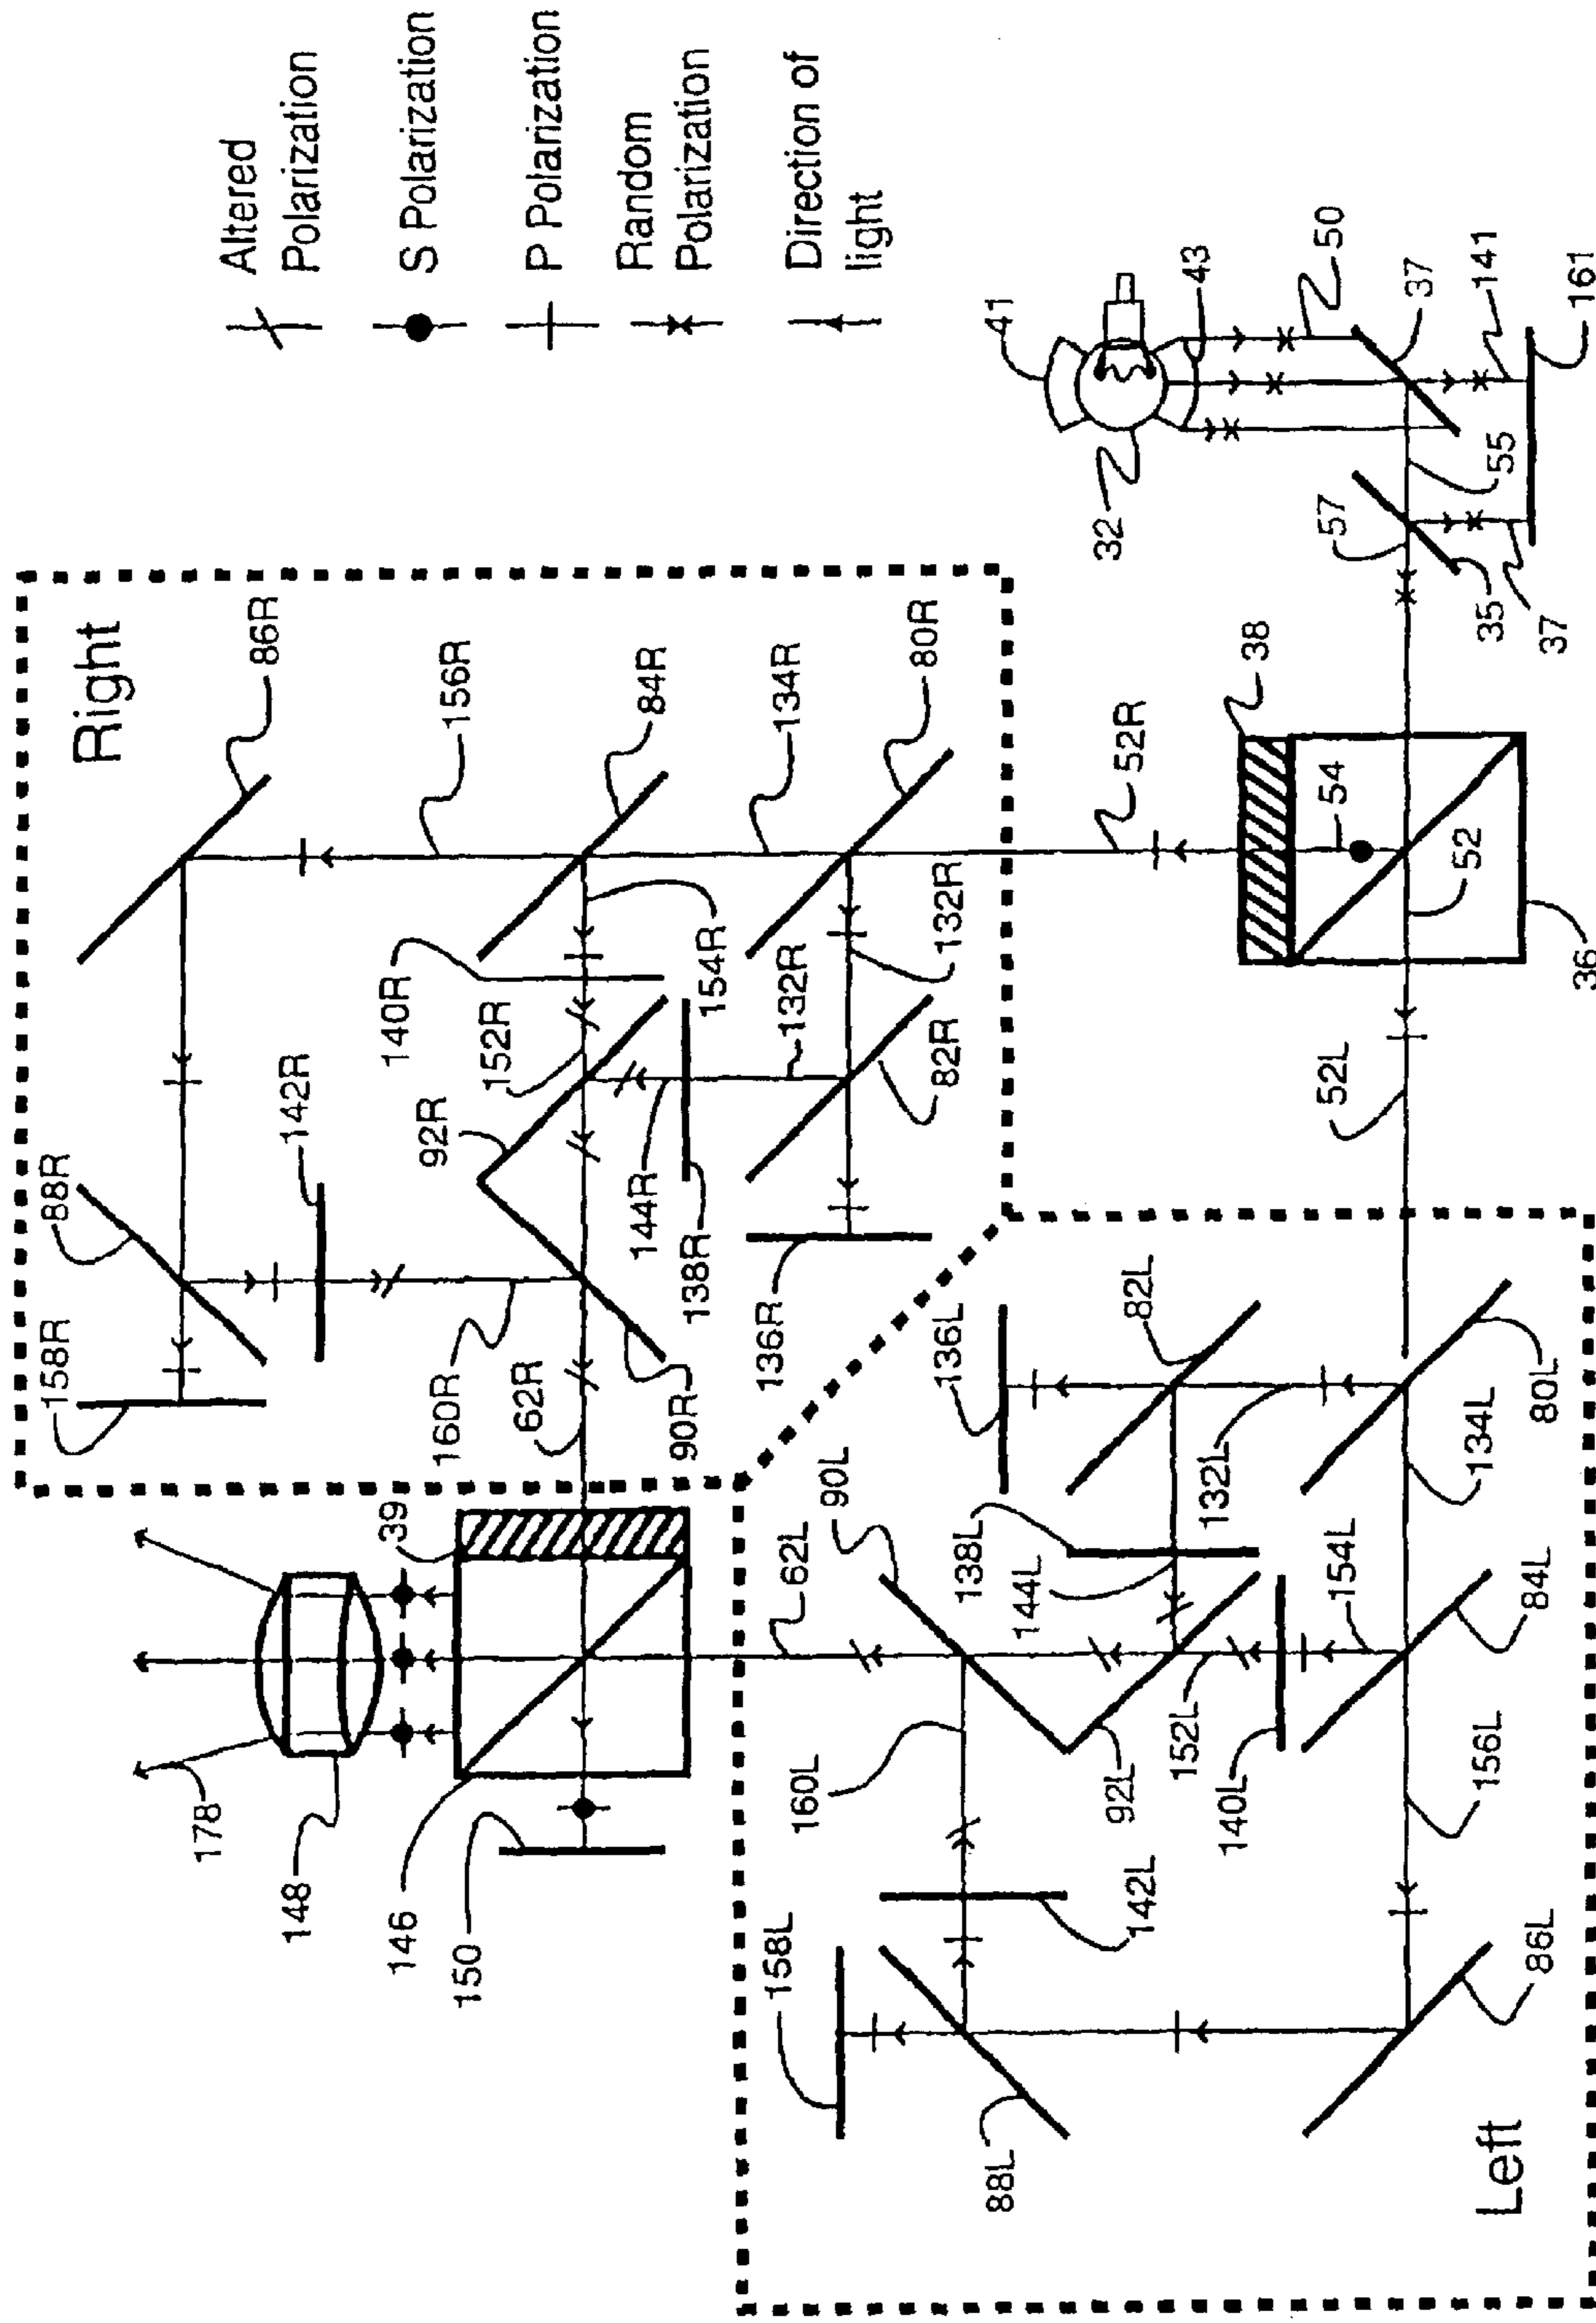 Altered
Polarization
S Polarization
P Polarization
Random
Polarization
Direction of
light
Right
86R
156R
84R
134R
80R
52R
88R
142R
140R
152R
154R
132R
132R
82R
92R
144R
138R
136R
158R
160R
62R
90R
41
43
50
32
37
141
161
55
57
35
37
38
54
52
36
52L
39
178
148
146
150
62L
90L
136L
82L
138L
144L
132L
134L
80L
154L
84L
152L
140L
92L
160L
142L
156L
158L
88L
86L
Left